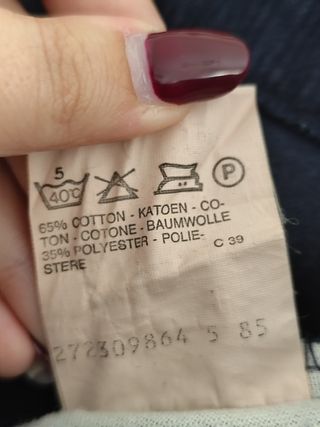 5
40°C
P
65% COTTON - KATOEN - CO-
TON - COTONE - BAUMWOLLE
35% POLYESTER - POLIE-
STERE
C 39
272309864 5 85